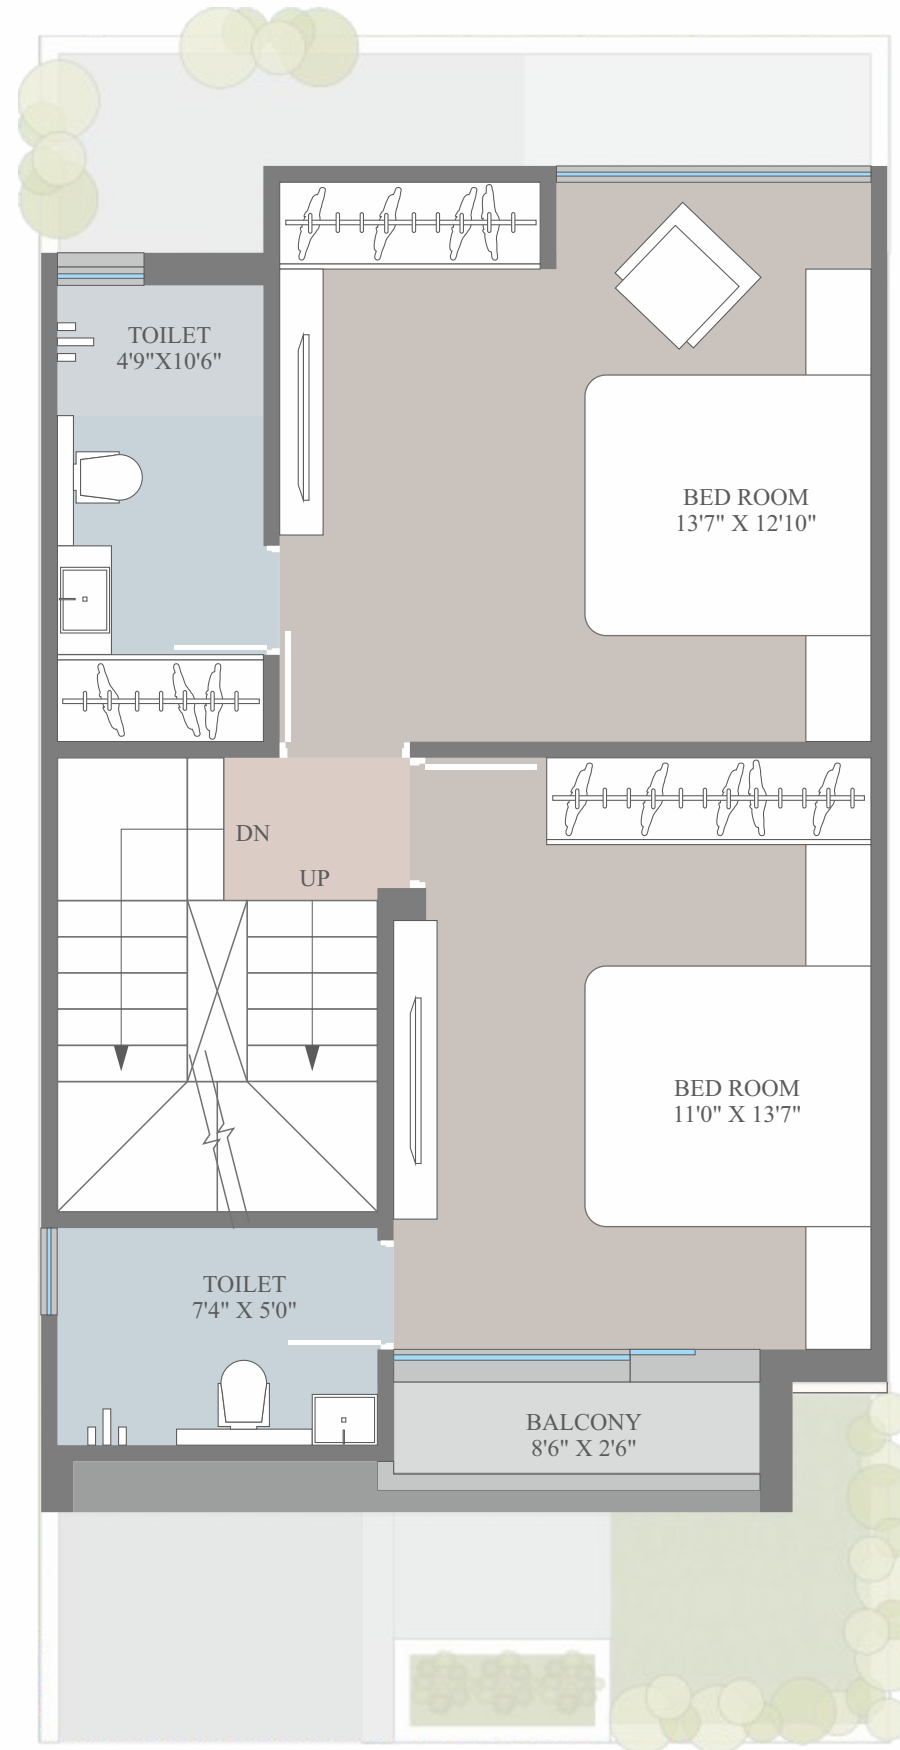 TOILET
4'9"X10'6"
BED ROOM
13'7" X 12'10"
DN
UP
BED ROOM
11'0" X 13'7"
TOILET
7'4" X 5'0"
BALCONY
8'6" X 2'6"